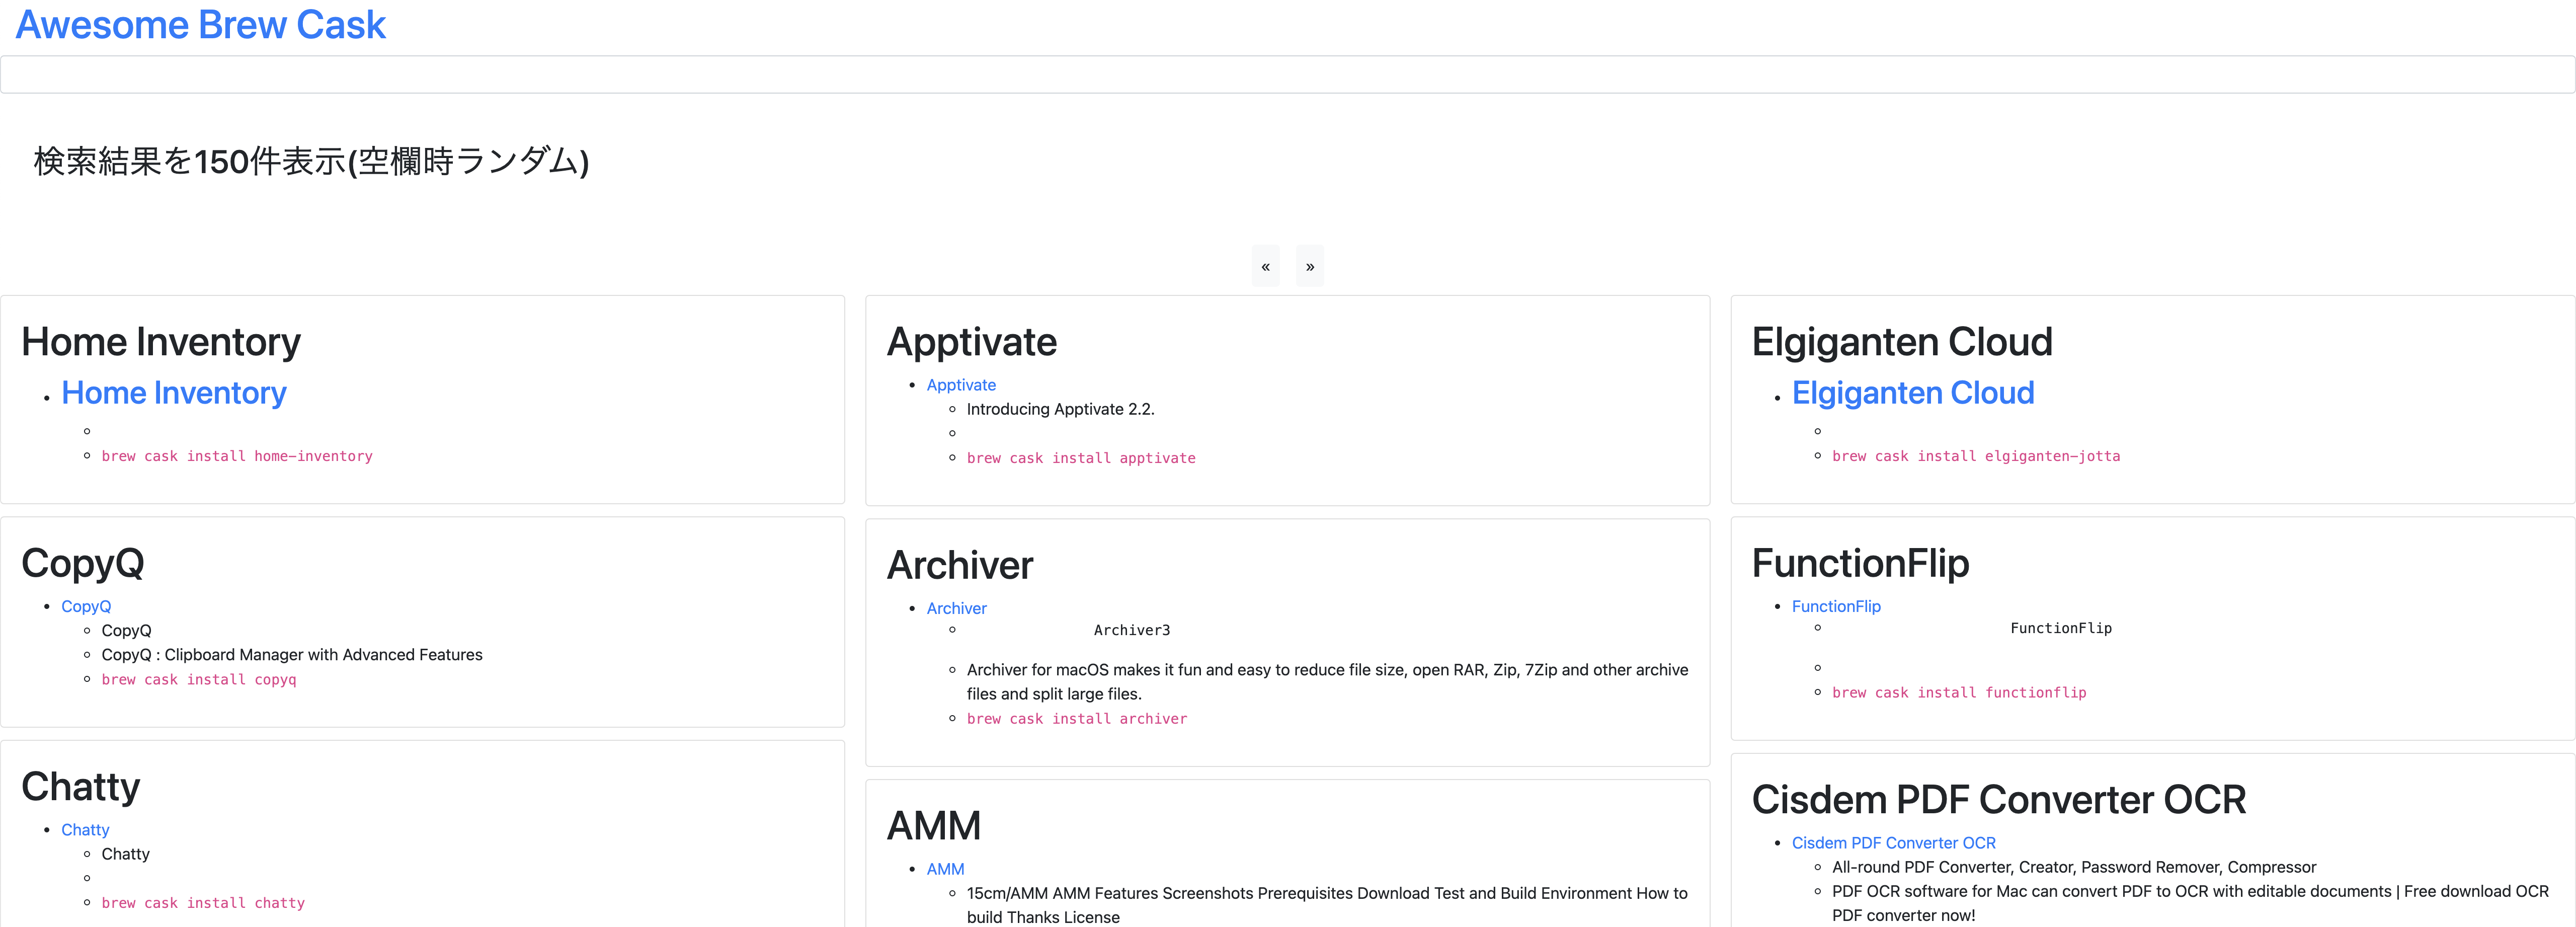 Awesome Brew Cask
検索結果を150件表示(空欄時ランダム)
« »
Home Inventory
Home Inventory
brew cask install home-inventory
CopyQ
CopyQ
CopyQ
CopyQ : Clipboard Manager with Advanced Features
brew cask install copyq
Chatty
Chatty
Chatty
brew cask install chatty
Apptivate
Apptivate
Introducing Apptivate 2.2.
brew cask install apptivate
Archiver
Archiver
Archiver3
Archiver for macOS makes it fun and easy to reduce file size, open RAR, Zip, 7Zip and other archive
files and split large files.
brew cask install archiver
AMM
AMM
15cm/AMM AMM Features Screenshots Prerequisites Download Test and Build Environment How to
build Thanks License
Elgiganten Cloud
Elgiganten Cloud
brew cask install elgiganten-jotta
FunctionFlip
FunctionFlip
FunctionFlip
brew cask install functionflip
Cisdem PDF Converter OCR
Cisdem PDF Converter OCR
All-round PDF Converter, Creator, Password Remover, Compressor
PDF OCR software for Mac can convert PDF to OCR with editable documents | Free download OCR
PDF converter now!